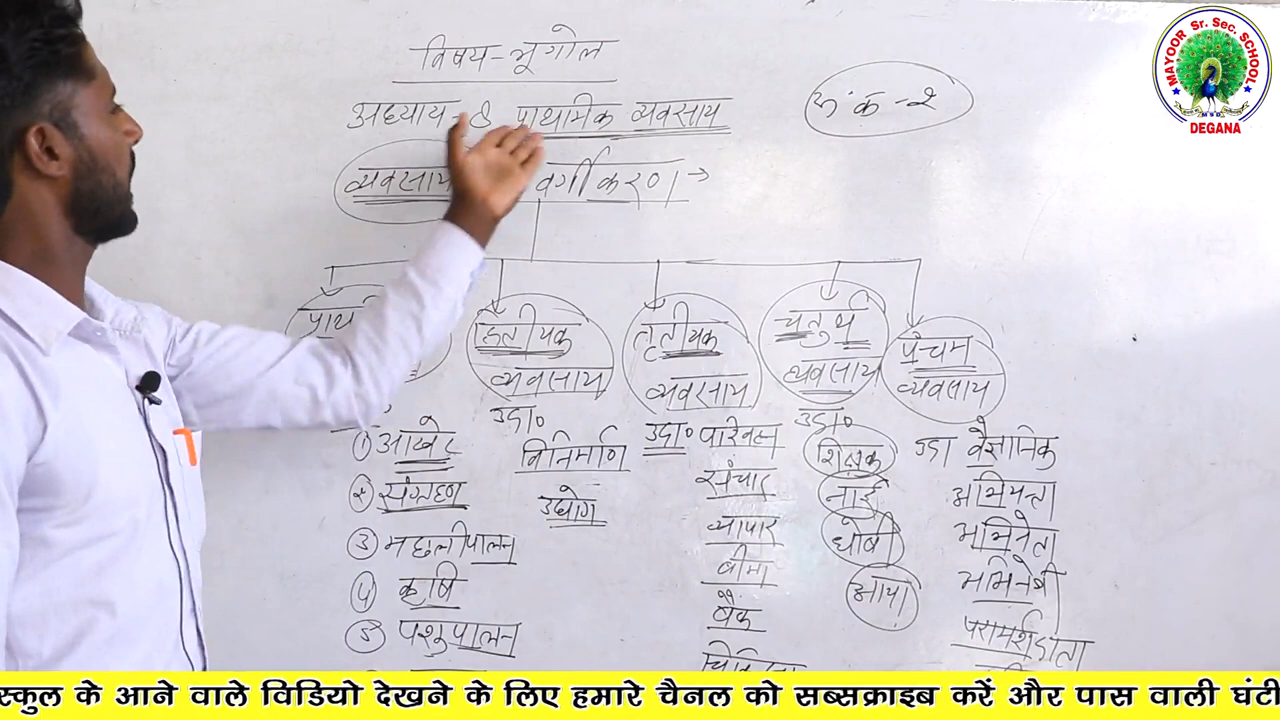 विषय-भूगोल
अध्याय-8 प्राथमिक व्यवसाय
अंक-2
व्यवसाय वर्गीकरण→
द्वितीयक
व्यवसाय
तृतीयक
व्यवसाय
चतुर्थ
व्यवसाय
पंचम
व्यवसाय
① आखेट
② संग्रहण
③ मछलीपालन
④ कृषि
⑤ पशुपालन
उदा०
विनिर्माण
उद्योग
उदा० परिवहन
संचार
व्यापार
बीमा
बैंक
उदा०
शिक्षक
नाई
धोबी
आया
उदा वैज्ञानिक
अभियन्ता
अभिनेता
अभिनेत्री
परामर्शदाता
MAYOOR Sr. Sec. SCHOOL
MSD
DEGANA
स्कुल के आने वाले विडियो देखने के लिए हमारे चैनल को सब्सक्राइब करें और पास वाली घंटी